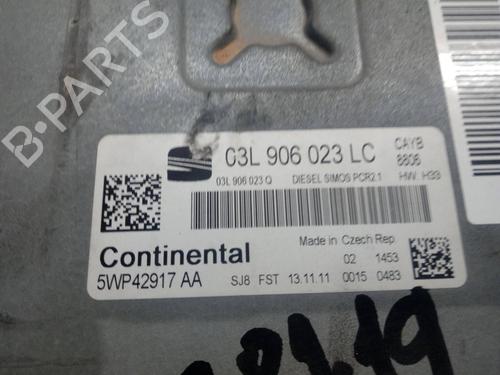 B-PARTS
03L 906 023 LC
CAYB
8806
03L 906 023 Q
DIESEL SIMOS PCR2.1
HW: H33
Continental
5WP42917 AA
Made in Czech Rep.
02 1453
SJ8 FST 13.11.11 0015 0483